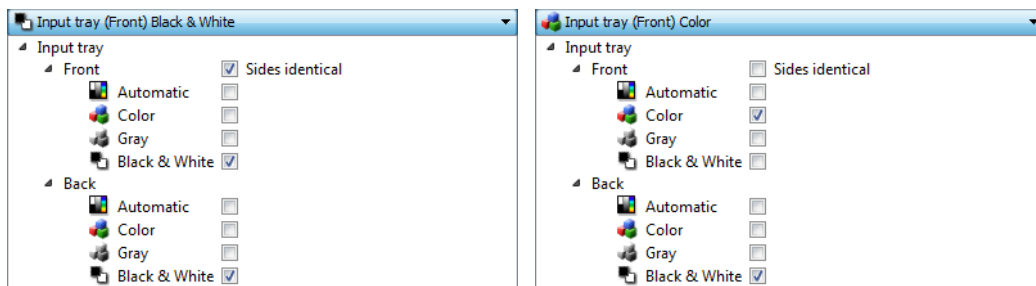 Input tray (Front) Black & White
Input tray
Front Sides identical
Automatic
Color
Gray
Black & White
Back
Automatic
Color
Gray
Black & White
Input tray (Front) Color
Input tray
Front Sides identical
Automatic
Color
Gray
Black & White
Back
Automatic
Color
Gray
Black & White